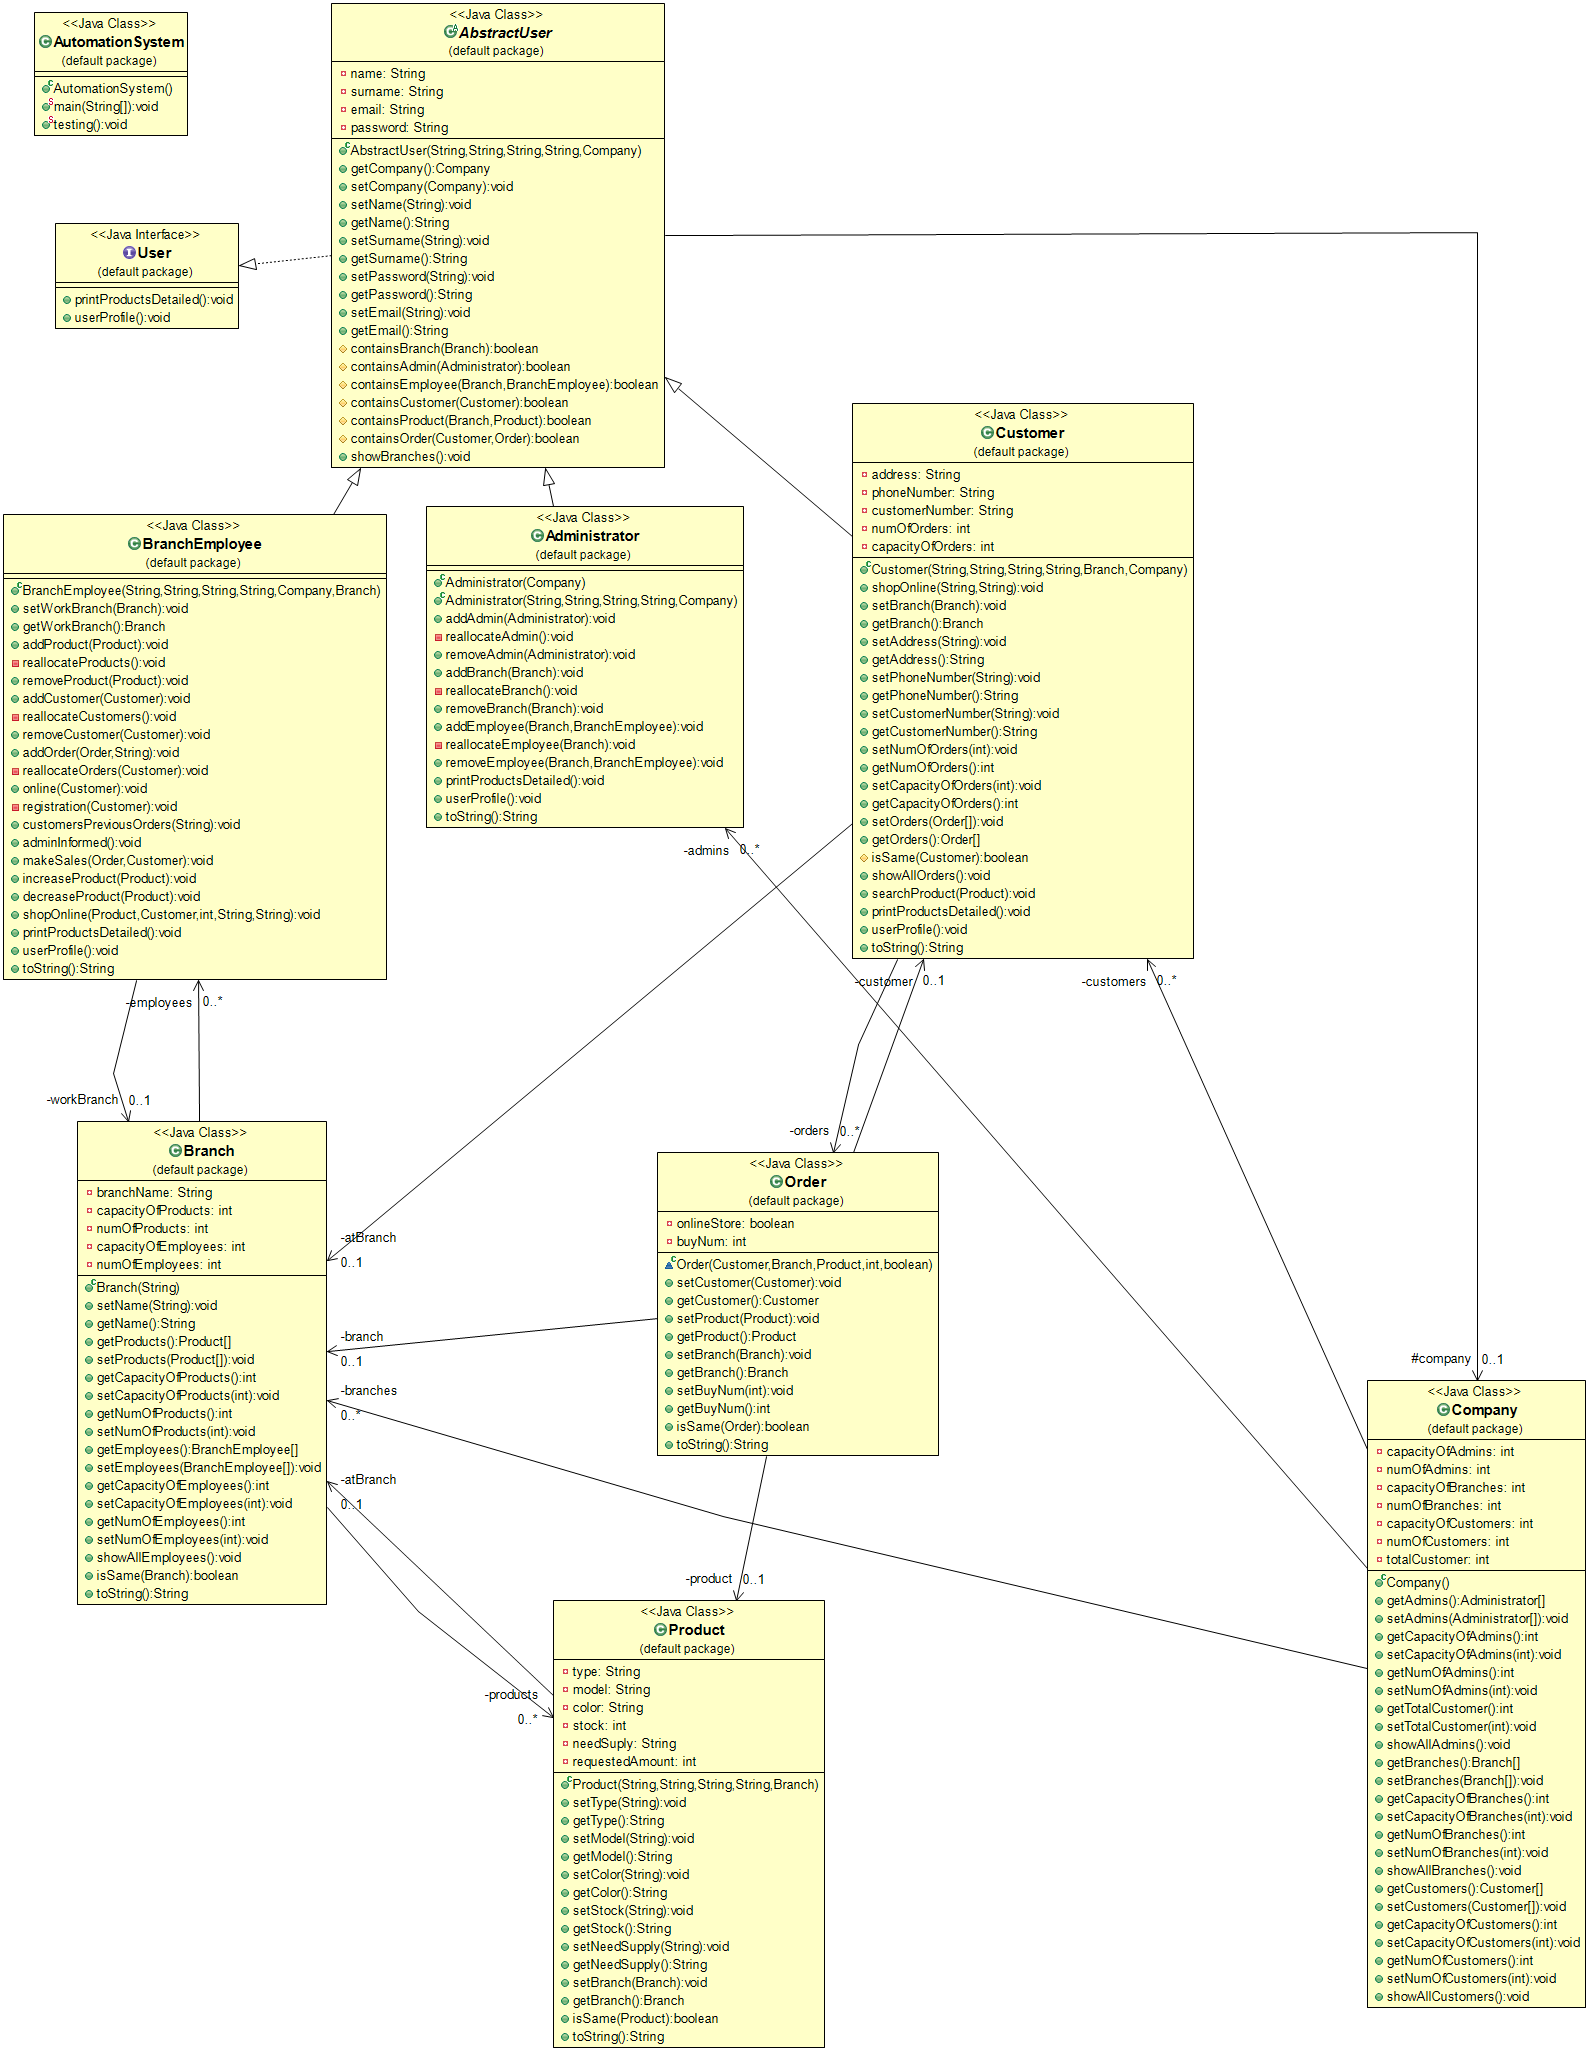 <<Java Class>>
AutomationSystem
(default package)
AutomationSystem()
main(String[]):void
testing():void
<<Java Class>>
AbstractUser
(default package)
name: String
surname: String
email: String
password: String
AbstractUser(String,String,String,String,Company)
getCompany():Company
setCompany(Company):void
setName(String):void
getName():String
setSurname(String):void
getSurname():String
setPassword(String):void
getPassword():String
setEmail(String):void
getEmail():String
containsBranch(Branch):boolean
containsAdmin(Administrator):boolean
containsEmployee(Branch,BranchEmployee):boolean
containsCustomer(Customer):boolean
containsProduct(Branch,Product):boolean
containsOrder(Customer,Order):boolean
showBranches():void
<<Java Interface>>
User
(default package)
printProductsDetailed():void
userProfile():void
<<Java Class>>
Customer
(default package)
address: String
phoneNumber: String
customerNumber: String
numOfOrders: int
capacityOfOrders: int
Customer(String,String,String,String,Branch,Company)
shopOnline(String,String):void
setBranch(Branch):void
getBranch():Branch
setAddress(String):void
getAddress():String
setPhoneNumber(String):void
getPhoneNumber():String
setCustomerNumber(String):void
getCustomerNumber():String
setNumOfOrders(int):void
getNumOfOrders():int
setCapacityOfOrders(int):void
getCapacityOfOrders():int
setOrders(Order[]):void
getOrders():Order[]
isSame(Customer):boolean
showAllOrders():void
searchProduct(Product):void
printProductsDetailed():void
userProfile():void
toString():String
<<Java Class>>
BranchEmployee
(default package)
BranchEmployee(String,String,String,String,Company,Branch)
setWorkBranch(Branch):void
getWorkBranch():Branch
addProduct(Product):void
reallocateProducts():void
removeProduct(Product):void
addCustomer(Customer):void
reallocateCustomers():void
removeCustomer(Customer):void
addOrder(Order,String):void
reallocateOrders(Customer):void
online(Customer):void
registration(Customer):void
customersPreviousOrders(String):void
adminInformed():void
makeSales(Order,Customer):void
increaseProduct(Product):void
decreaseProduct(Product):void
shopOnline(Product,Customer,int,String,String):void
printProductsDetailed():void
userProfile():void
toString():String
<<Java Class>>
Administrator
(default package)
Administrator(Company)
Administrator(String,String,String,String,Company)
addAdmin(Administrator):void
reallocateAdmin():void
removeAdmin(Administrator):void
addBranch(Branch):void
reallocateBranch():void
removeBranch(Branch):void
addEmployee(Branch,BranchEmployee):void
reallocateEmployee(Branch):void
removeEmployee(Branch,BranchEmployee):void
printProductsDetailed():void
userProfile():void
toString():String
-admins 0..*
-customer 0..1
-customers 0..*
-employees 0..*
-workBranch 0..1
-orders 0..*
<<Java Class>>
Branch
(default package)
branchName: String
capacityOfProducts: int
numOfProducts: int
capacityOfEmployees: int
numOfEmployees: int
Branch(String)
setName(String):void
getName():String
getProducts():Product[]
setProducts(Product[]):void
getCapacityOfProducts():int
setCapacityOfProducts(int):void
getNumOfProducts():int
setNumOfProducts(int):void
getEmployees():BranchEmployee[]
setEmployees(BranchEmployee[]):void
getCapacityOfEmployees():int
setCapacityOfEmployees(int):void
getNumOfEmployees():int
setNumOfEmployees(int):void
showAllEmployees():void
isSame(Branch):boolean
toString():String
-atBranch
0..1
-branch
0..1
-branches
0..*
-atBranch
0..1
<<Java Class>>
Order
(default package)
onlineStore: boolean
buyNum: int
Order(Customer,Branch,Product,int,boolean)
setCustomer(Customer):void
getCustomer():Customer
setProduct(Product):void
getProduct():Product
setBranch(Branch):void
getBranch():Branch
setBuyNum(int):void
getBuyNum():int
isSame(Order):boolean
toString():String
-product 0..1
-products
0..*
<<Java Class>>
Product
(default package)
type: String
model: String
color: String
stock: int
needSuply: String
requestedAmount: int
Product(String,String,String,String,Branch)
setType(String):void
getType():String
setModel(String):void
getModel():String
setColor(String):void
getColor():String
setStock(String):void
getStock():String
setNeedSupply(String):void
getNeedSupply():String
setBranch(Branch):void
getBranch():Branch
isSame(Product):boolean
toString():String
#company 0..1
<<Java Class>>
Company
(default package)
capacityOfAdmins: int
numOfAdmins: int
capacityOfBranches: int
numOfBranches: int
capacityOfCustomers: int
numOfCustomers: int
totalCustomer: int
Company()
getAdmins():Administrator[]
setAdmins(Administrator[]):void
getCapacityOfAdmins():int
setCapacityOfAdmins(int):void
getNumOfAdmins():int
setNumOfAdmins(int):void
getTotalCustomer():int
setTotalCustomer(int):void
showAllAdmins():void
getBranches():Branch[]
setBranches(Branch[]):void
getCapacityOfBranches():int
setCapacityOfBranches(int):void
getNumOfBranches():int
setNumOfBranches(int):void
showAllBranches():void
getCustomers():Customer[]
setCustomers(Customer[]):void
getCapacityOfCustomers():int
setCapacityOfCustomers(int):void
getNumOfCustomers():int
setNumOfCustomers(int):void
showAllCustomers():void